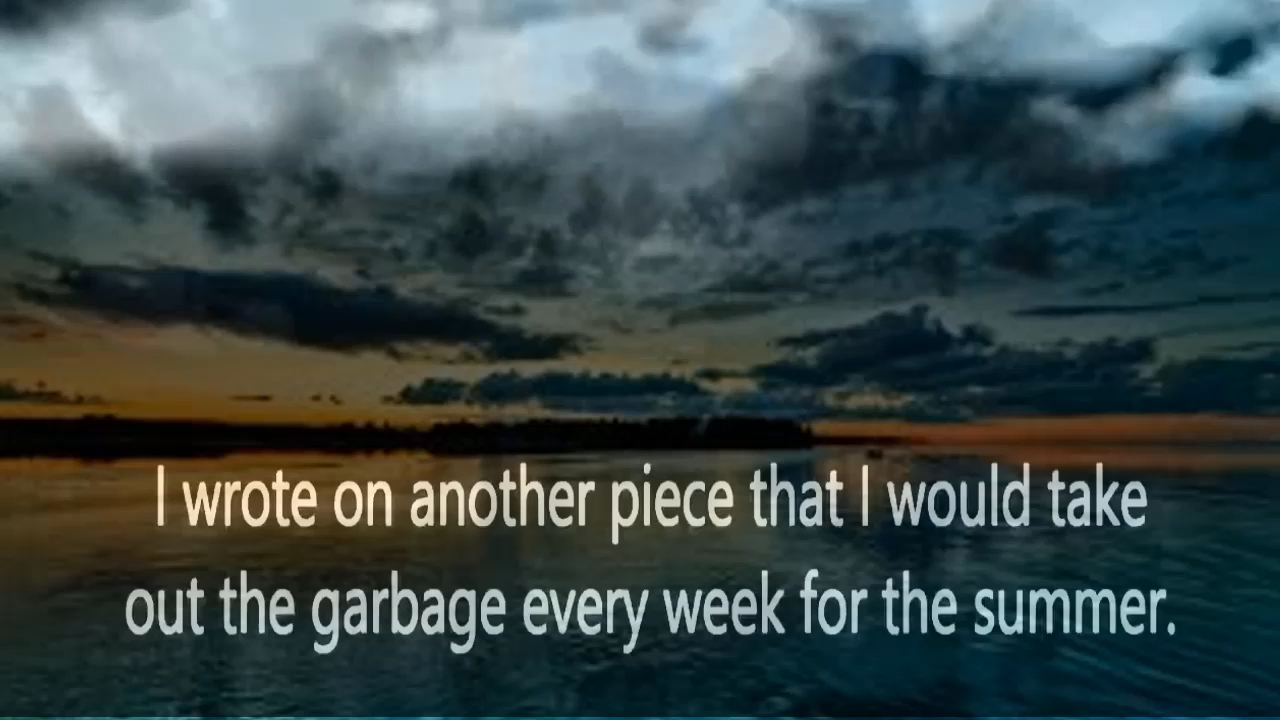 I wrote on another piece that I would take
out the garbage every week for the summer.